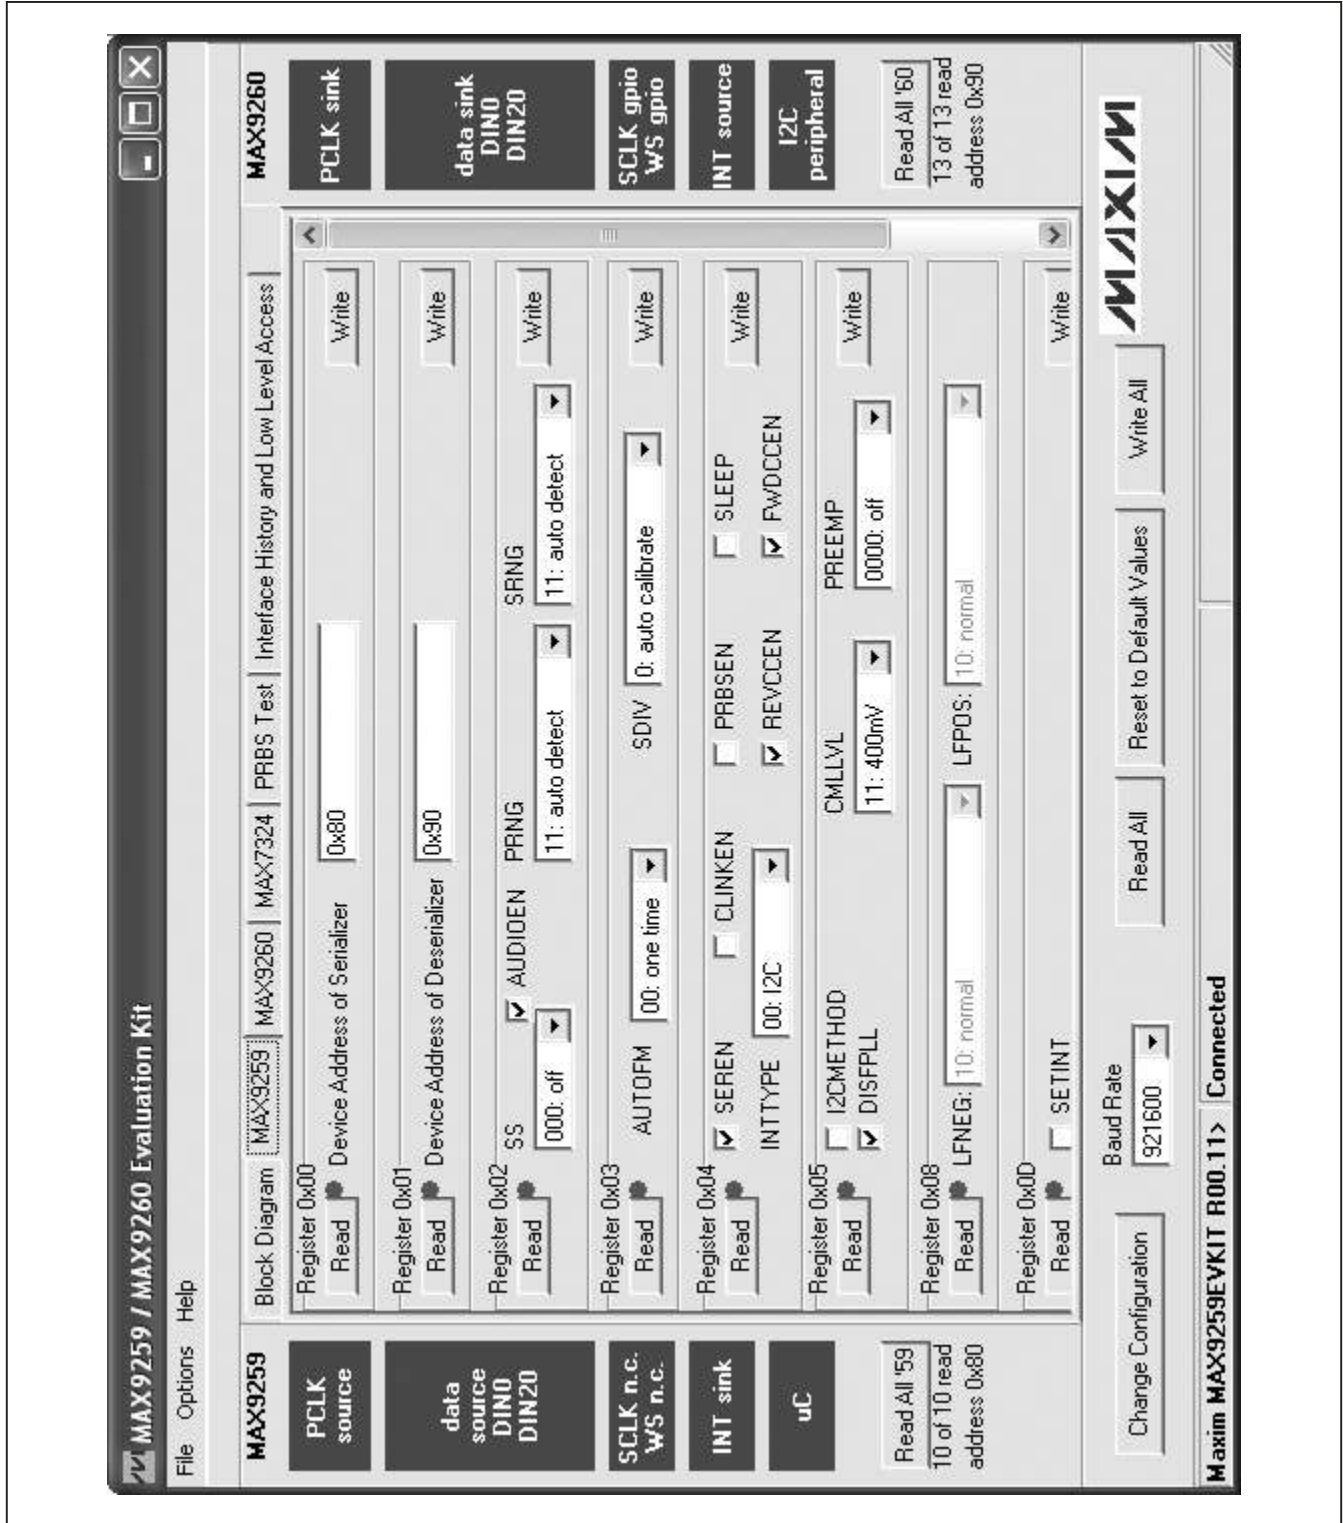 MAX9259 / MAX9260 Evaluation Kit
File Options Help
MAX9259
PCLK
source
data
source
DIN0
DIN20
SCLK n.c.
WS n.c.
INT sink
uC
Read All '59
10 of 10 read
address 0x80
Block Diagram MAX9259 MAX9260 MAX7324 PRBS Test Interface History and Low Level Access
Register 0x00
Read Device Address of Serializer 0x80 Write
Register 0x01
Read Device Address of Deserializer 0x90 Write
Register 0x02
SS AUDIOEN PRNG SRNG
Read 000: off 11: auto detect 11: auto detect Write
Register 0x03
Read AUTOFM 00: one time SDIV 0: auto calibrate Write
Register 0x04
SEREN CLINKEN PRBSEN SLEEP
Read Write
INTTYPE 00: I2C REVCCEN FWDCCEN
Register 0x05
I2CMETHOD CMLLVL PREEMP
Read DISFPLL 11: 400mV 0000: off Write
Register 0x08
Read LFNEG: 10: normal LFPOS: 10: normal
Register 0x0D
Read SETINT Write
MAX9260
PCLK sink
data sink
DIN0
DIN20
SCLK gpio
WS gpio
INT source
I2C
peripheral
Read All '60
13 of 13 read
address 0x90
Change Configuration
Baud Rate
921600
Read All Reset to Default Values Write All
MAXIM
Maxim MAX9259EVKIT R00.11> Connected